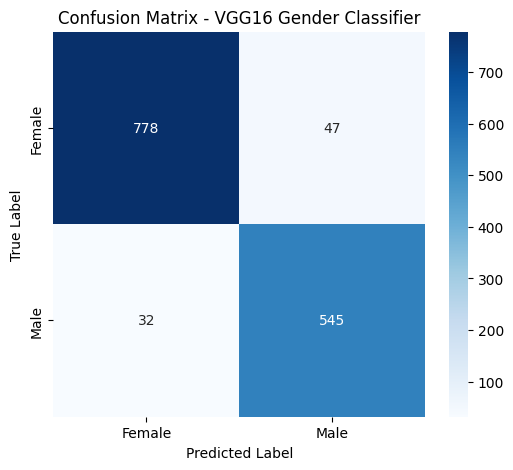 Confusion Matrix - VGG16 Gender Classifier
True Label
Female
778
47
Male
32
545
Female
Male
Predicted Label
700
600
500
400
300
200
100